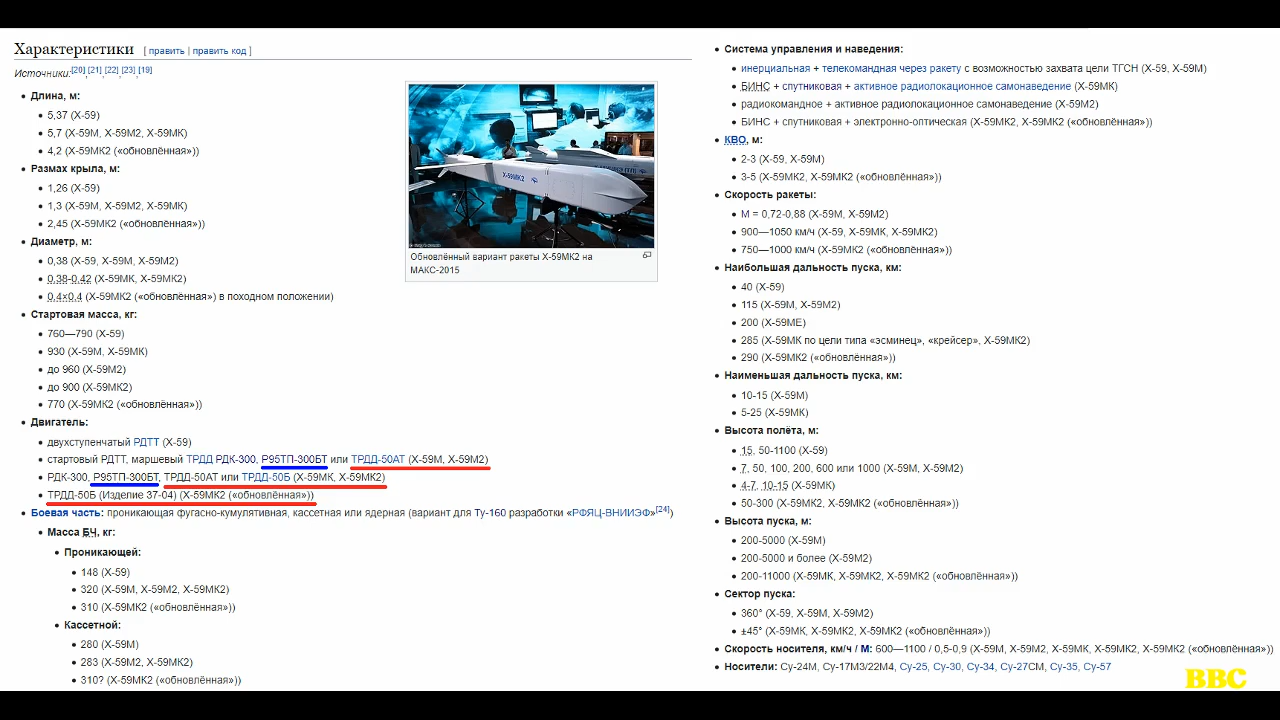 Характеристики [ править | править код ]
Источники:[20], [21], [22], [23], [19]
• Длина, м:
• 5,37 (Х-59)
• 5,7 (Х-59М, Х-59М2, Х-59МК)
• 4,2 (Х-59МК2 («обновлённая»))
• Размах крыла, м:
• 1,26 (Х-59)
• 1,3 (Х-59М, Х-59М2, Х-59МК)
• 2,45 (Х-59МК2 («обновлённая»))
• Диаметр, м:
• 0,38 (Х-59, Х-59М, Х-59М2)
• 0,38-0,42 (Х-59МК, Х-59МК2)
• 0,4×0,4 (Х-59МК2 («обновлённая») в походном положении)
• Стартовая масса, кг:
• 760—790 (Х-59)
• 930 (Х-59М, Х-59МК)
• до 960 (Х-59М2)
• до 900 (Х-59МК2)
• 770 (Х-59МК2 («обновлённая»))
• Двигатель:
• двухступенчатый РДТТ (Х-59)
• стартовый РДТТ, маршевый ТРДД РДК-300, Р95ТП-300БТ или ТРДД-50АТ (Х-59М, Х-59М2)
• РДК-300, Р95ТП-300БТ, ТРДД-50АТ или ТРДД-50Б (Х-59МК, Х-59МК2)
• ТРДД-50Б (Изделие 37-04) (Х-59МК2 («обновлённая»))
• Боевая часть: проникающая фугасно-кумулятивная, кассетная или ядерная (вариант для Ту-160 разработки «РФЯЦ-ВНИИЭФ»[24])
• Масса БЧ, кг:
• Проникающей:
• 148 (Х-59)
• 320 (Х-59М, Х-59М2, Х-59МК2)
• 310 (Х-59МК2 («обновлённая»))
• Кассетной:
• 280 (Х-59М)
• 283 (Х-59М2, Х-59МК2)
• 310? (Х-59МК2 («обновлённая»))
Х-59МК2
Обновлённый вариант ракеты Х-59МК2 на
МАКС-2015
• Система управления и наведения:
• инерциальная + телекомандная через ракету с возможностью захвата цели ТГСН (Х-59, Х-59М)
• БИНС + спутниковая + активное радиолокационное самонаведение (Х-59МК)
• радиокомандное + активное радиолокационное самонаведение (Х-59М2)
• БИНС + спутниковая + электронно-оптическая (Х-59МК2, Х-59МК2 («обновлённая»))
• КВО, м:
• 2-3 (Х-59, Х-59М)
• 3-5 (Х-59МК2, Х-59МК2 («обновлённая»))
• Скорость ракеты:
• М = 0,72-0,88 (Х-59М, Х-59М2)
• 900—1050 км/ч (Х-59, Х-59МК, Х-59МК2)
• 750—1000 км/ч (Х-59МК2 («обновлённая»))
• Наибольшая дальность пуска, км:
• 40 (Х-59)
• 115 (Х-59М, Х-59М2)
• 200 (Х-59МЕ)
• 285 (Х-59МК по цели типа «эсминец», «крейсер», Х-59МК2)
• 290 (Х-59МК2 («обновлённая»))
• Наименьшая дальность пуска, км:
• 10-15 (Х-59М)
• 5-25 (Х-59МК)
• Высота полёта, м:
• 15, 50-1100 (Х-59)
• 7, 50, 100, 200, 600 или 1000 (Х-59М, Х-59М2)
• 4-7, 10-15 (Х-59МК)
• 50-300 (Х-59МК2, Х-59МК2 («обновлённая»))
• Высота пуска, м:
• 200-5000 (Х-59М)
• 200-5000 и более (Х-59М2)
• 200-11000 (Х-59МК, Х-59МК2, Х-59МК2 («обновлённая»))
• Сектор пуска:
• 360° (Х-59, Х-59М, Х-59М2)
• ±45° (Х-59МК, Х-59МК2, Х-59МК2 («обновлённая»))
• Скорость носителя, км/ч / М: 600—1100 / 0,5-0,9 (Х-59М, Х-59М2, Х-59МК, Х-59МК2, Х-59МК2 («обновлённая»))
• Носители: Су-24М, Су-17М3/22М4, Су-25, Су-30, Су-34, Су-27СМ, Су-35, Су-57
BBC